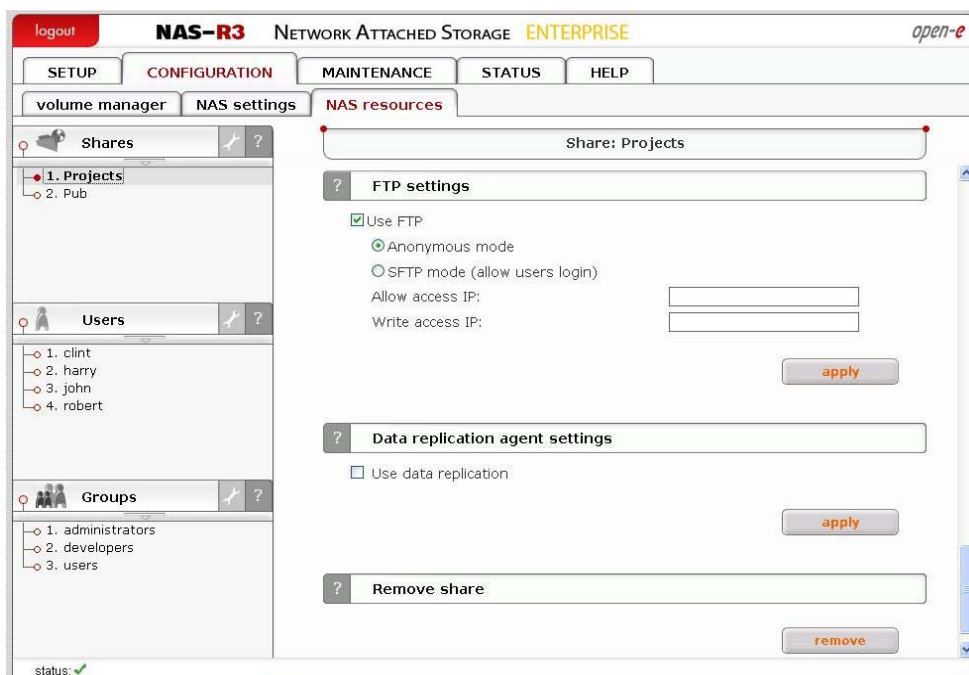 logout
NAS-R3 NETWORK ATTACHED STORAGE ENTERPRISE
open-e
SETUP CONFIGURATION MAINTENANCE STATUS HELP
volume manager NAS settings NAS resources
Shares ?
1. Projects
2. Pub
Users ?
1. clint
2. harry
3. john
4. robert
Groups ?
1. administrators
2. developers
3. users
Share: Projects
? FTP settings
Use FTP
Anonymous mode
SFTP mode (allow users login)
Allow access IP:
Write access IP:
apply
? Data replication agent settings
Use data replication
apply
? Remove share
remove
status: